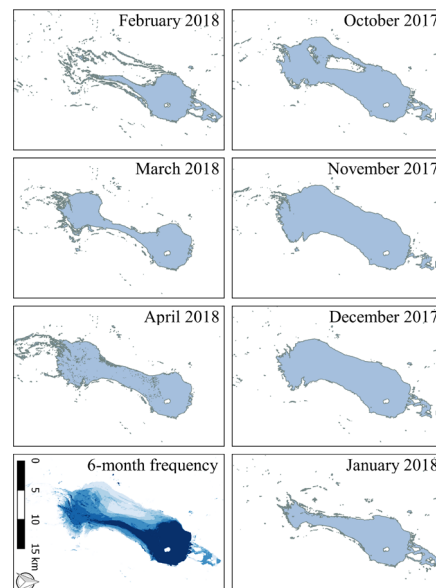 February 2018
October 2017
March 2018
November 2017
April 2018
December 2017
6-month frequency
0
5
10
15 km
January 2018